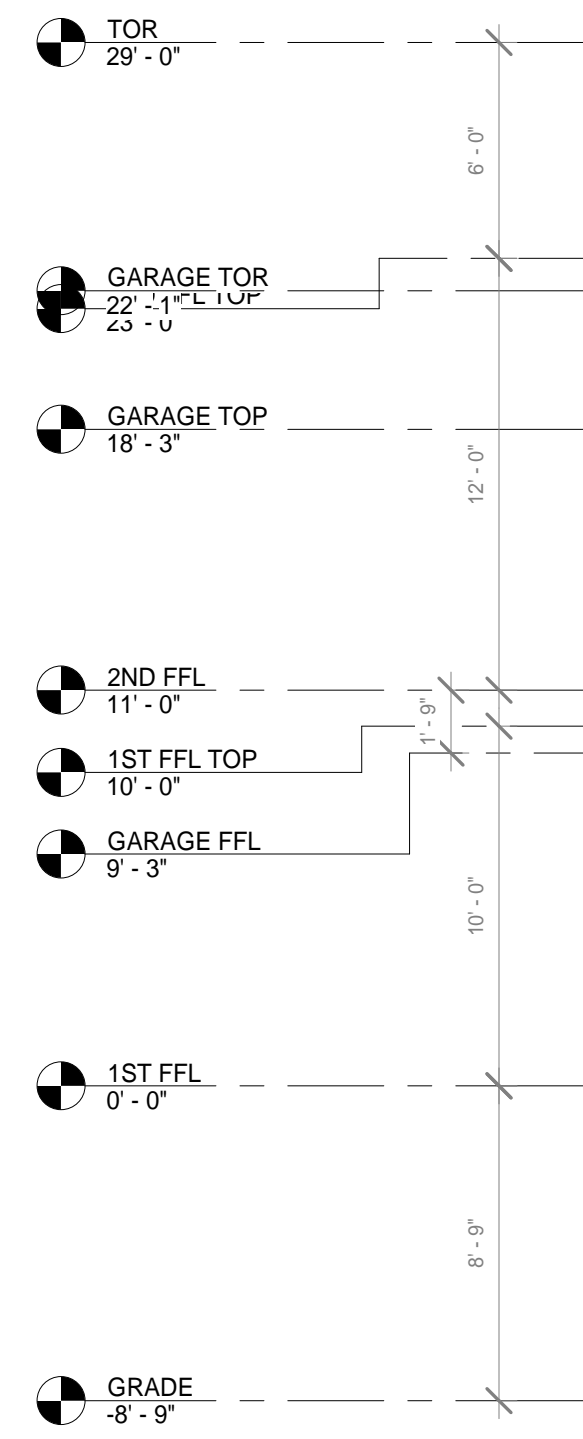 TOR
29' - 0"
6' - 0"
GARAGE TOR
22' - 1"
FL TOP
23' - 0"
GARAGE TOP
18' - 3"
12' - 0"
2ND FFL
11' - 0"
1' - 9"
1ST FFL TOP
10' - 0"
GARAGE FFL
9' - 3"
10' - 0"
1ST FFL
0' - 0"
8' - 9"
GRADE
-8' - 9"